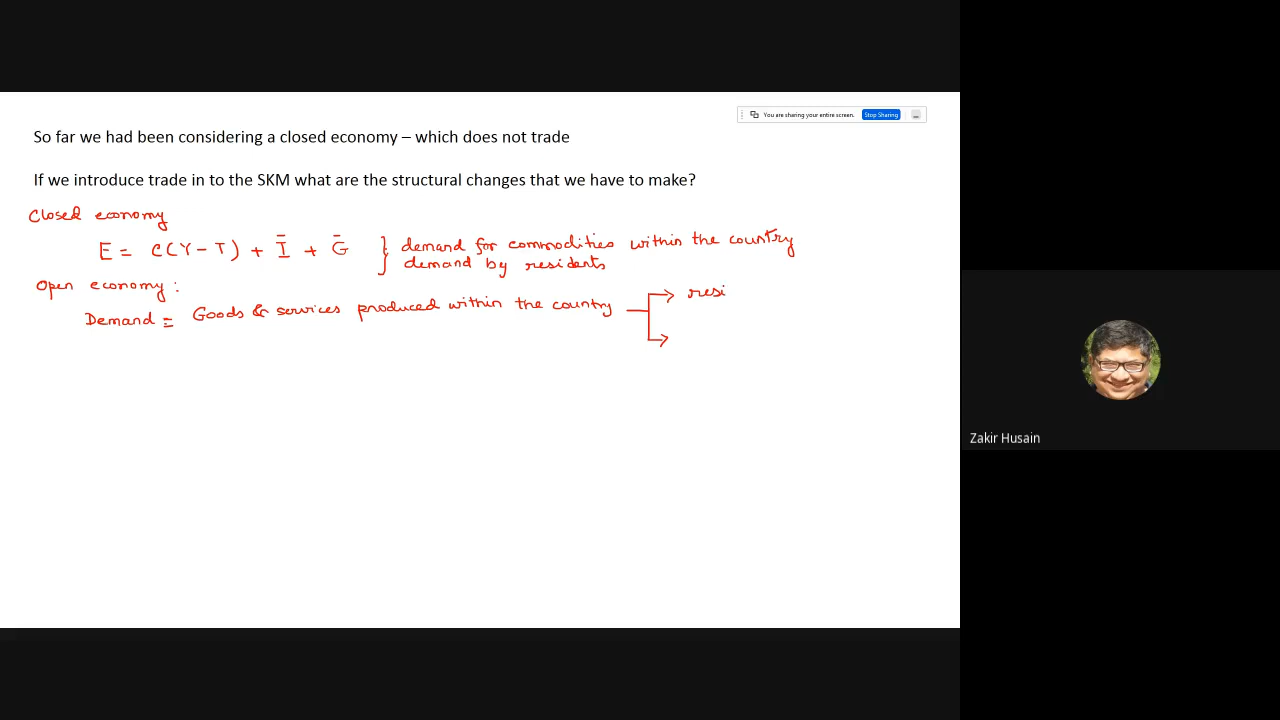 You are sharing your entire screen. Stop Sharing
So far we had been considering a closed economy – which does not trade
If we introduce trade in to the SKM what are the structural changes that we have to make?
Closed economy
E = C(Y-T) + Ī + Ḡ } demand for commodities within the country
demand by residents
Open economy:
Demand = Goods & services produced within the country → resi
Zakir Husain